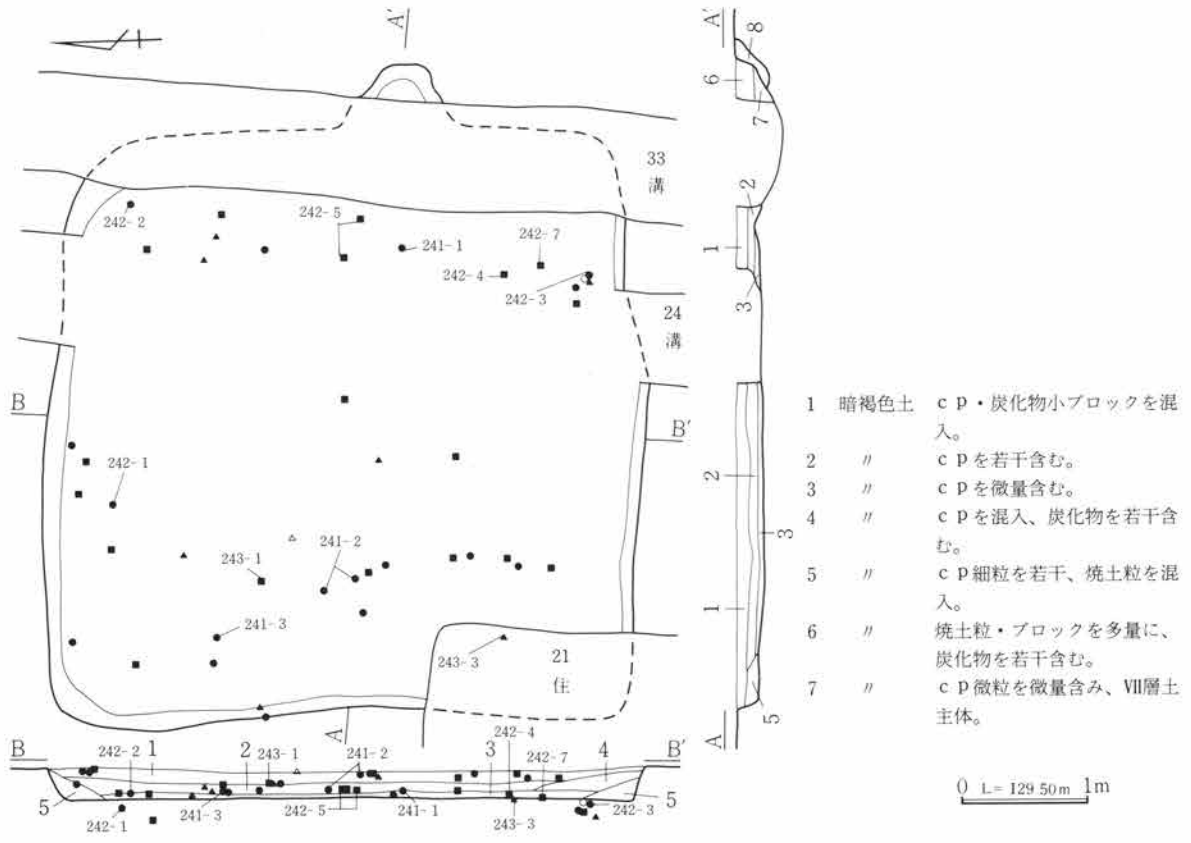 A′
A′
8
6
7
33
溝
2
242-2
242-5
241-1
242-7
1
242-4
242-3
3
24
溝
B
B′
242-1
2
243-1
241-2
3
241-3
1
21
住
243-3
5
A
A
1 暗褐色土 cp・炭化物小ブロックを混
入。
2 〃 cpを若干含む。
3 〃 cpを微量含む。
4 〃 cpを混入、炭化物を若干含
む。
5 〃 cp細粒を若干、焼土粒を混
入。
6 〃 焼土粒・ブロックを多量に、
炭化物を若干含む。
7 〃 cp微粒を微量含み、Ⅶ層土
主体。
B 242-2 1 2 243-1 241-2 242-4 3 242-7 4 B′
5 242-1 241-3 242-5 241-1 243-3 242-3 5
0 L=129.50m 1m